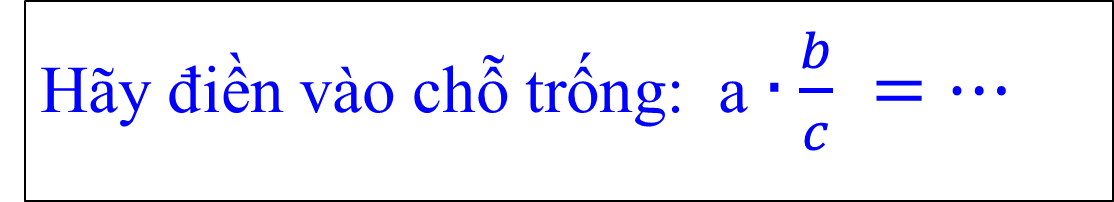 Hãy điền vào chỗ trống: a · b/c = ⋯